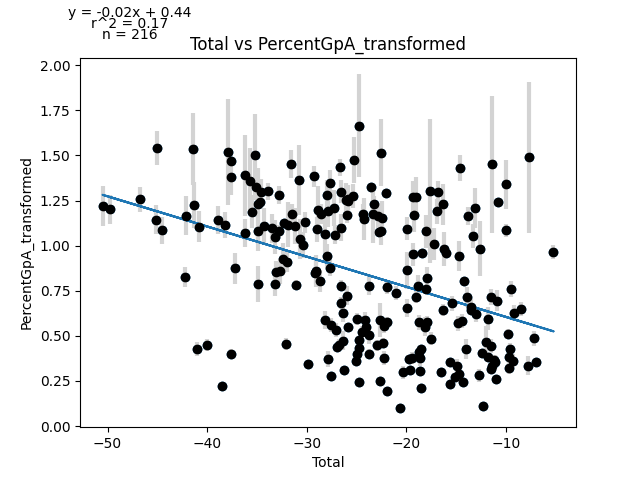 y = -0.02x + 0.44
r^2 = 0.17
n = 216
Total vs PercentGpA_transformed
2.00
1.75
1.50
1.25
1.00
0.75
0.50
0.25
0.00
PercentGpA_transformed
−50 −40 −30 −20 −10
Total